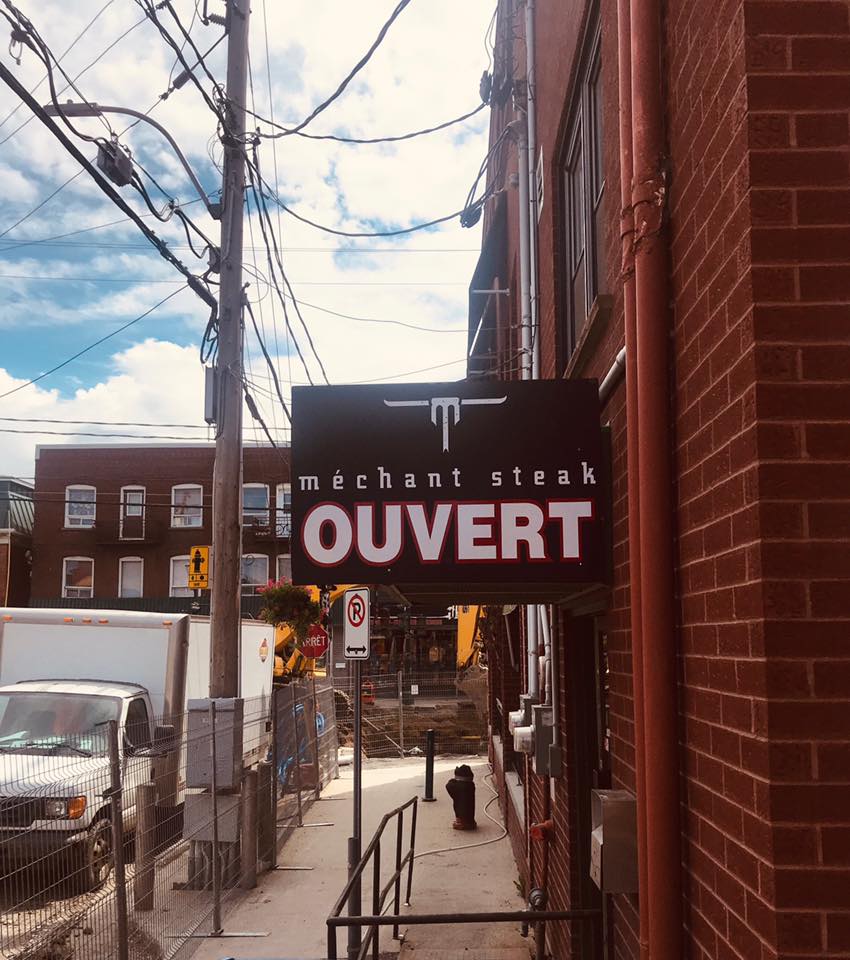 méchant steak
OUVERT
P
ARRÊT